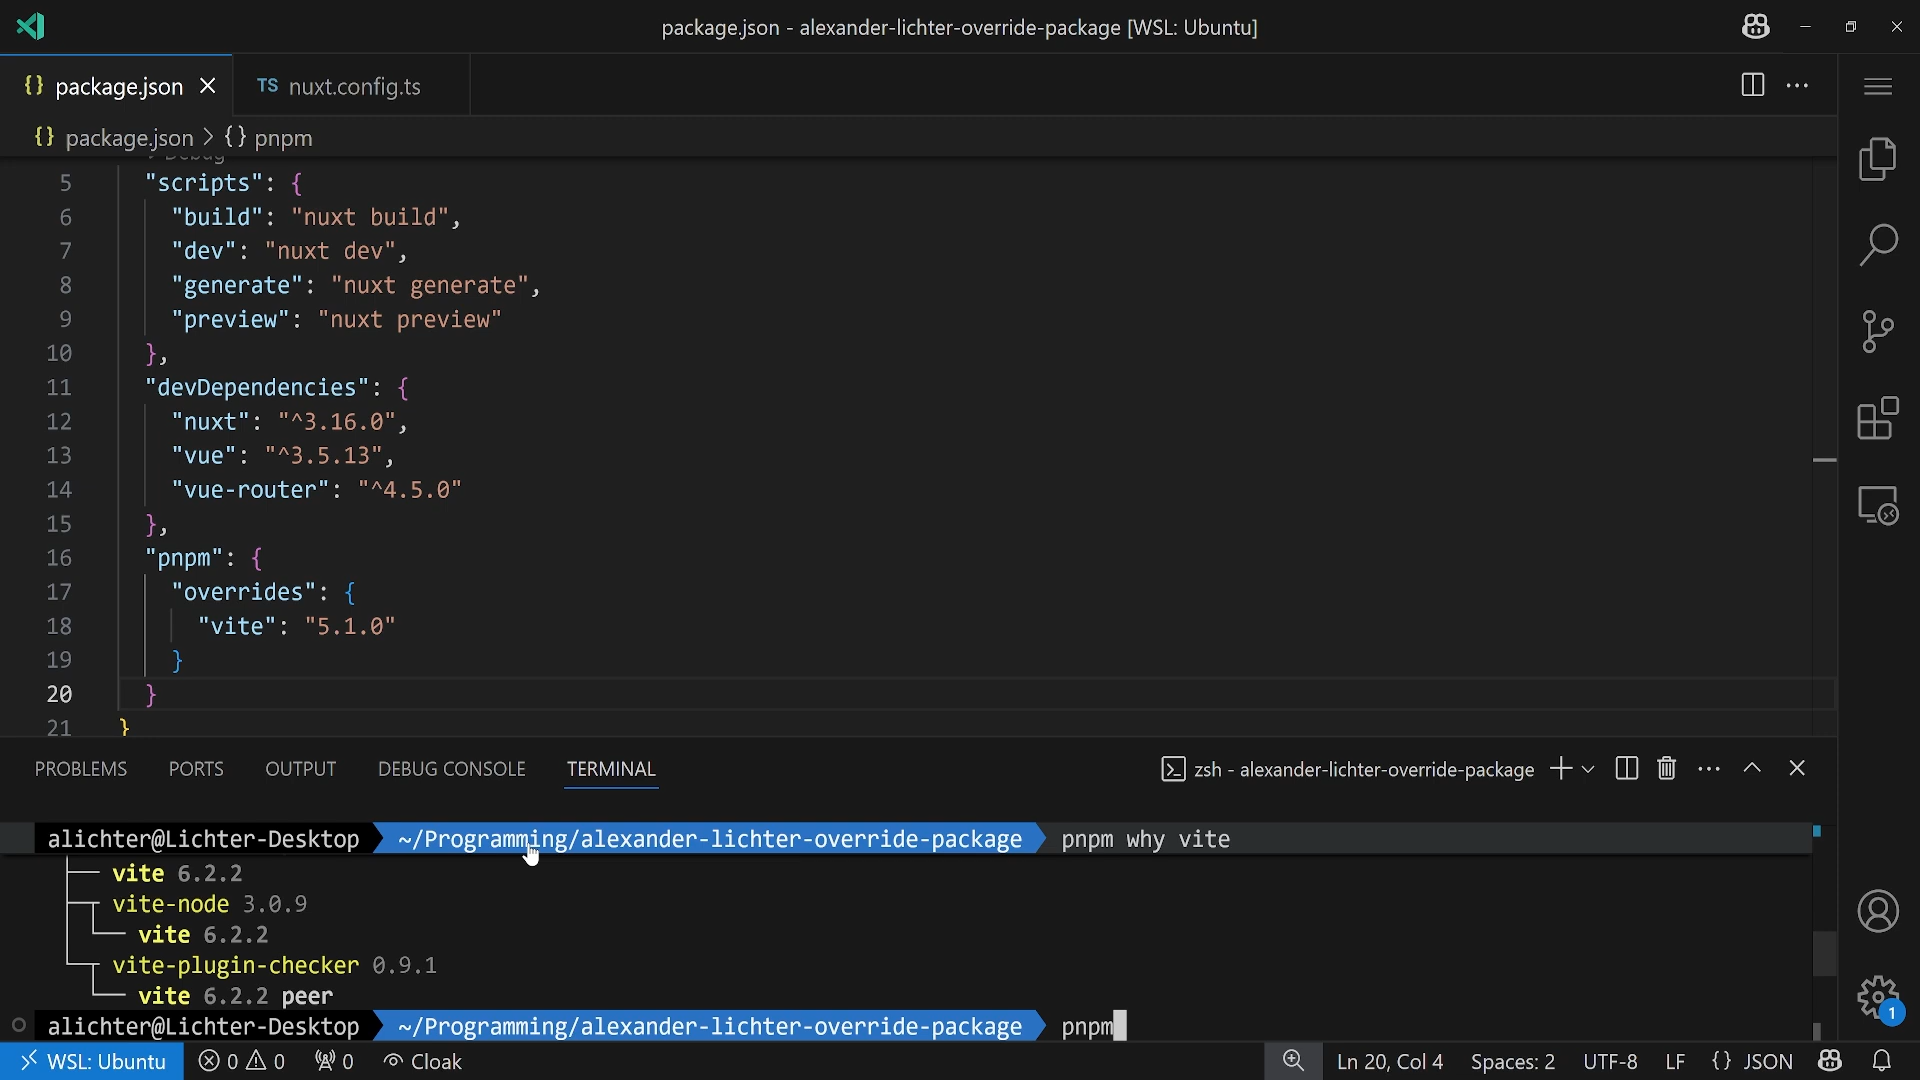 package.json - alexander-lichter-override-package [WSL: Ubuntu]
{} package.json
TS nuxt.config.ts
{} package.json > {} pnpm
Debug
5 "scripts": {
6 "build": "nuxt build",
7 "dev": "nuxt dev",
8 "generate": "nuxt generate",
9 "preview": "nuxt preview"
10 },
11 "devDependencies": {
12 "nuxt": "^3.16.0",
13 "vue": "^3.5.13",
14 "vue-router": "^4.5.0"
15 },
16 "pnpm": {
17 "overrides": {
18 "vite": "5.1.0"
19 }
20 }
21 }
PROBLEMS PORTS OUTPUT DEBUG CONSOLE TERMINAL
zsh - alexander-lichter-override-package
alichter@Lichter-Desktop ~/Programming/alexander-lichter-override-package pnpm why vite
vite 6.2.2
vite-node 3.0.9
vite 6.2.2
vite-plugin-checker 0.9.1
vite 6.2.2 peer
alichter@Lichter-Desktop ~/Programming/alexander-lichter-override-package pnpm
1
WSL: Ubuntu 0 0 0 Cloak Ln 20, Col 4 Spaces: 2 UTF-8 LF {} JSON